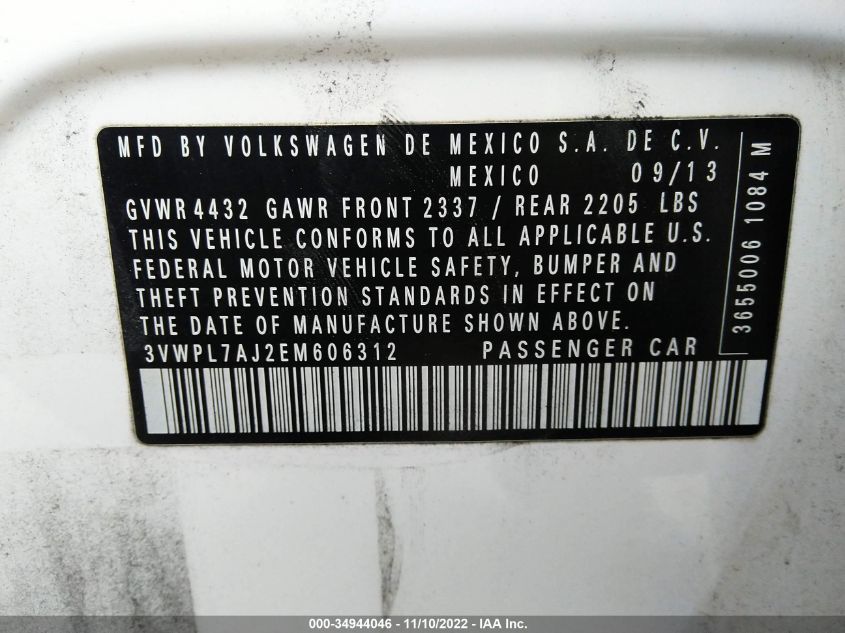 MFD BY VOLKSWAGEN DE MEXICO S.A. DE C.V.
MEXICO 09/13
GVWR 4432 GAWR FRONT 2337 / REAR 2205 LBS
THIS VEHICLE CONFORMS TO ALL APPLICABLE U.S.
FEDERAL MOTOR VEHICLE SAFETY, BUMPER AND
THEFT PREVENTION STANDARDS IN EFFECT ON
THE DATE OF MANUFACTURE SHOWN ABOVE.
3VWPL7AJ2EM606312 PASSENGER CAR
3655006 1084 M
000-34944046 - 11/10/2022 - IAA Inc.